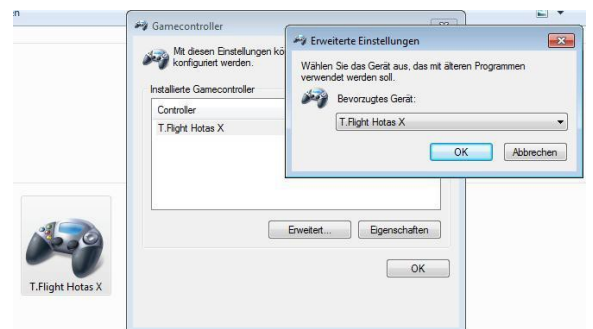 Gamecontroller
Mit diesen Einstellungen kö
konfiguriert werden.
Installierte Gamecontroller
Controller
T.Flight Hotas X
Erweitert...
Eigenschaften
OK
Erweiterte Einstellungen
Wählen Sie das Gerät aus, das mit älteren Programmen
verwendet werden soll.
Bevorzugtes Gerät:
T.Flight Hotas X
OK
Abbrechen
T.Flight Hotas X